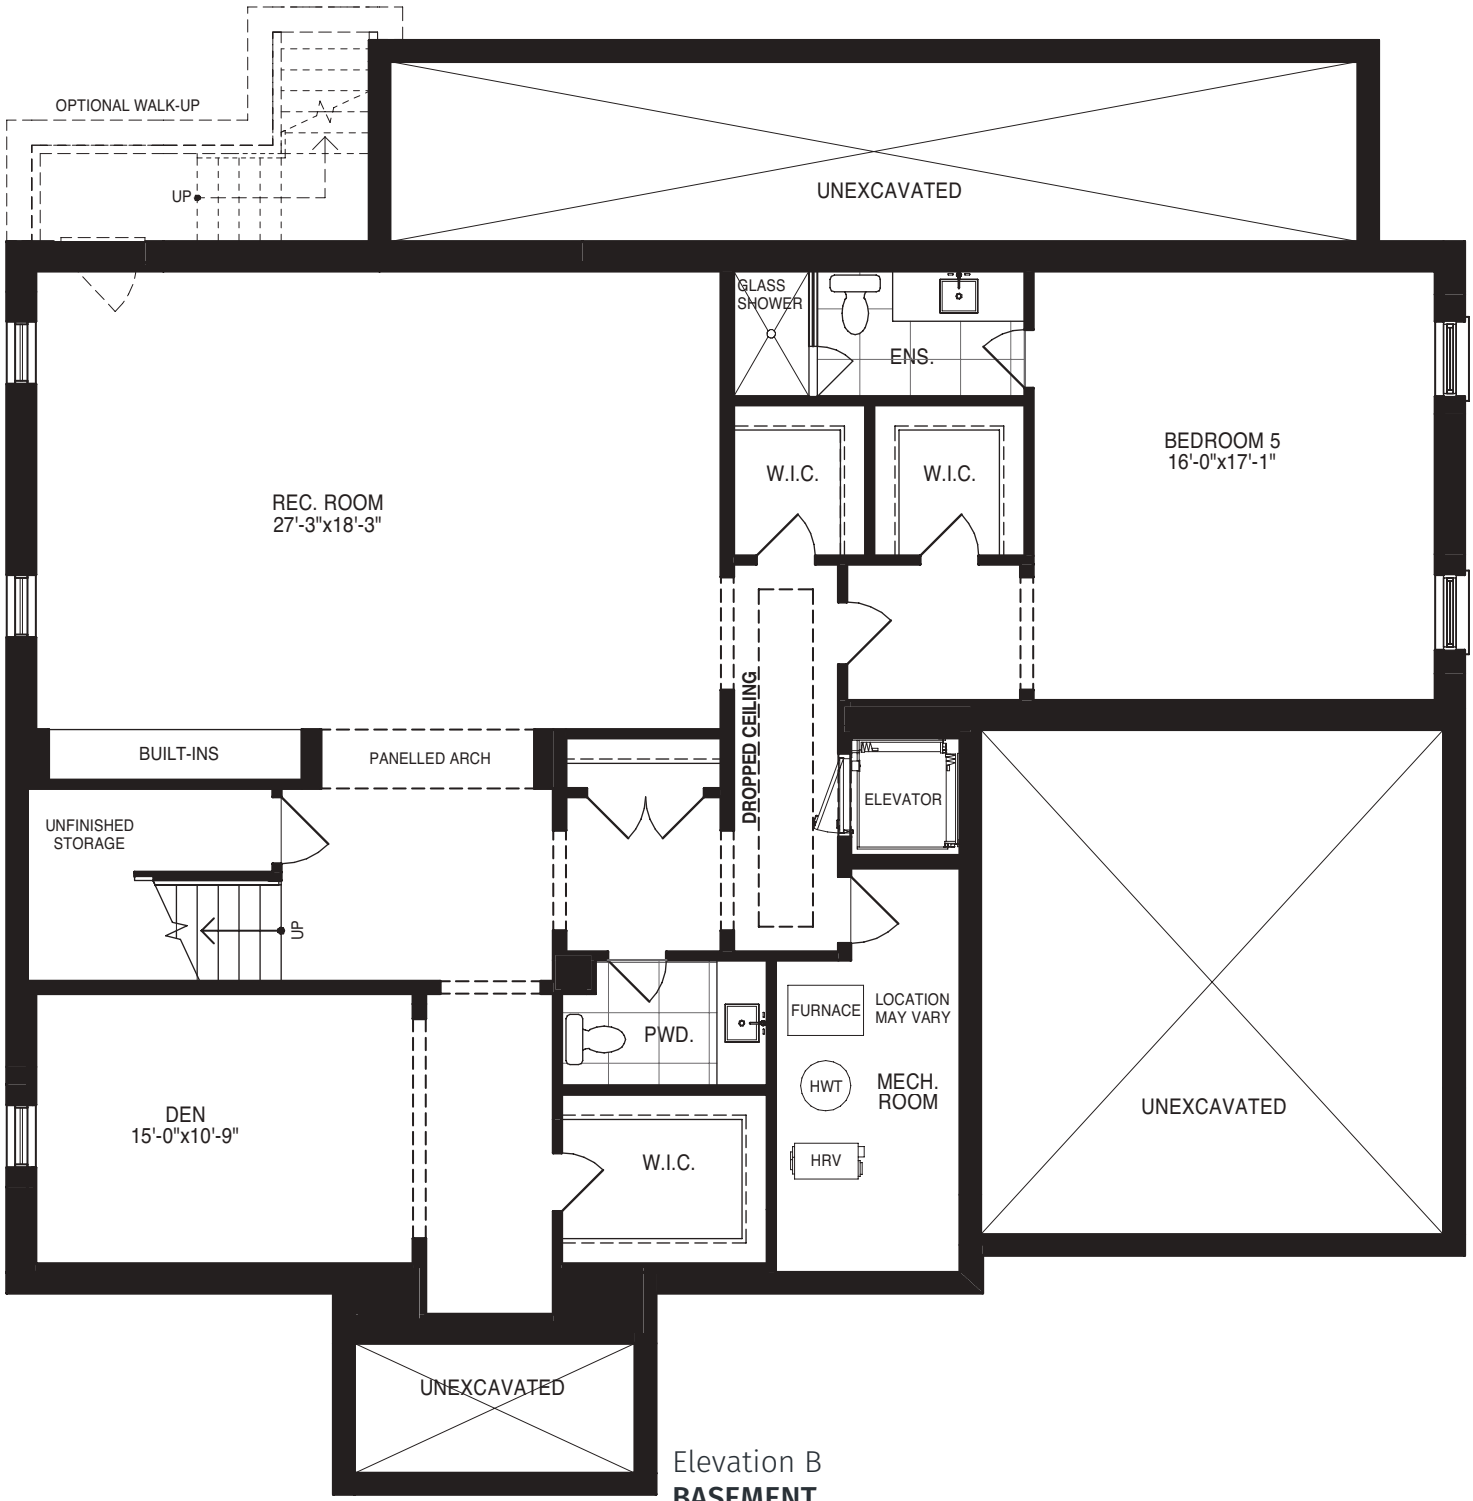 OPTIONAL WALK-UP
UP
UNEXCAVATED
GLASS
SHOWER
ENS.
BEDROOM 5
16'-0"x17'-1"
W.I.C.
W.I.C.
REC. ROOM
27'-3"x18'-3"
DROPPED CEILING
BUILT-INS
PANELLED ARCH
ELEVATOR
UNFINISHED
STORAGE
UP
FURNACE
LOCATION
MAY VARY
PWD.
HWT
MECH.
ROOM
DEN
15'-0"x10'-9"
UNEXCAVATED
W.I.C.
HRV
UNEXCAVATED
Elevation B
BASEMENT